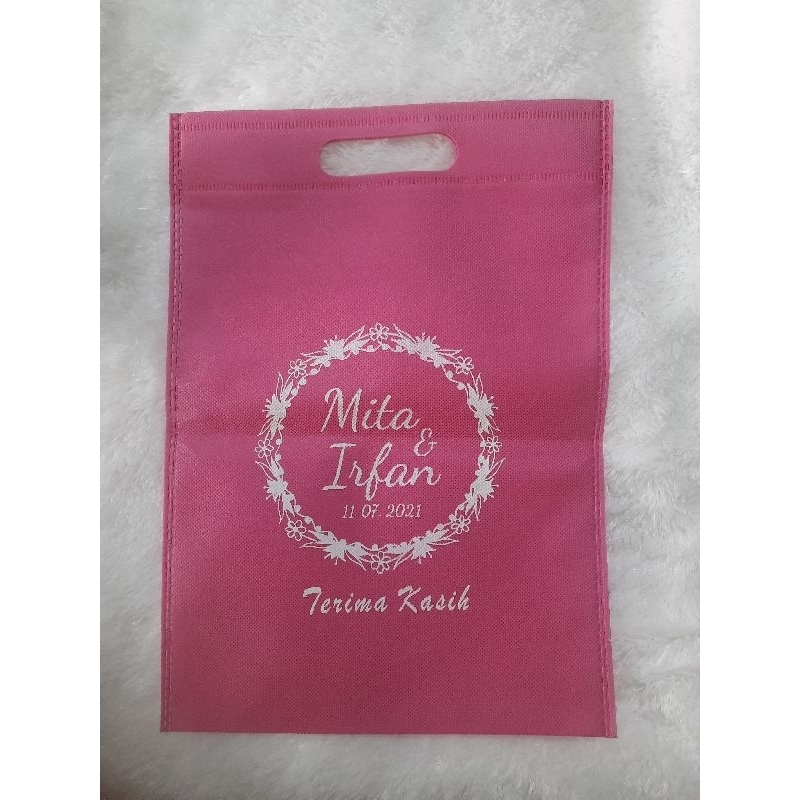 Mita
&
Irfan
11 07. 2021
Terima Kasih